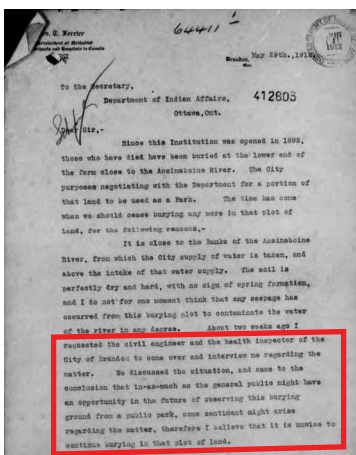 64411
v. T. Ferrier
Superintendent of Methodist
Schools and Hospitals in Canada
Brandon, May 29th., 191
To the Secretary,
Department of Indian Affairs, 412803
Ottawa,Ont.
Dear Sir,-
Since this Institution was opened in 1895,
those who have died have been buried at the lower end of
the farm close to the Assinaboine River. The City
purposes negotiating with the Department for a portion of
that land to be used as a Park. The time has come
when we should cease burying any more in that plot of
land, for the following reasons,-
It is close to the Banks of the Assinaboine
River, from which the City supply of water is taken, and
above the intake of that water supply. The soil is
perfectly dry and hard, with no sign of spring formation,
and I do not for one moment think that any seepage has
occurred from this burying plot to contaminate the water
of the river in any degree. About two weeks ago I
requested the civil engineer and the health inspector of the
City of Brandon to come over and interview me regarding the
matter. We discussed the situation, and came to the
conclusion that in-as-much as the general public might have
an opportunity in the future of observing this burying
ground from a public park, some sentiment might arise
regarding the matter, therefore I believe that it is unwise to
continue burying in that plot of land.